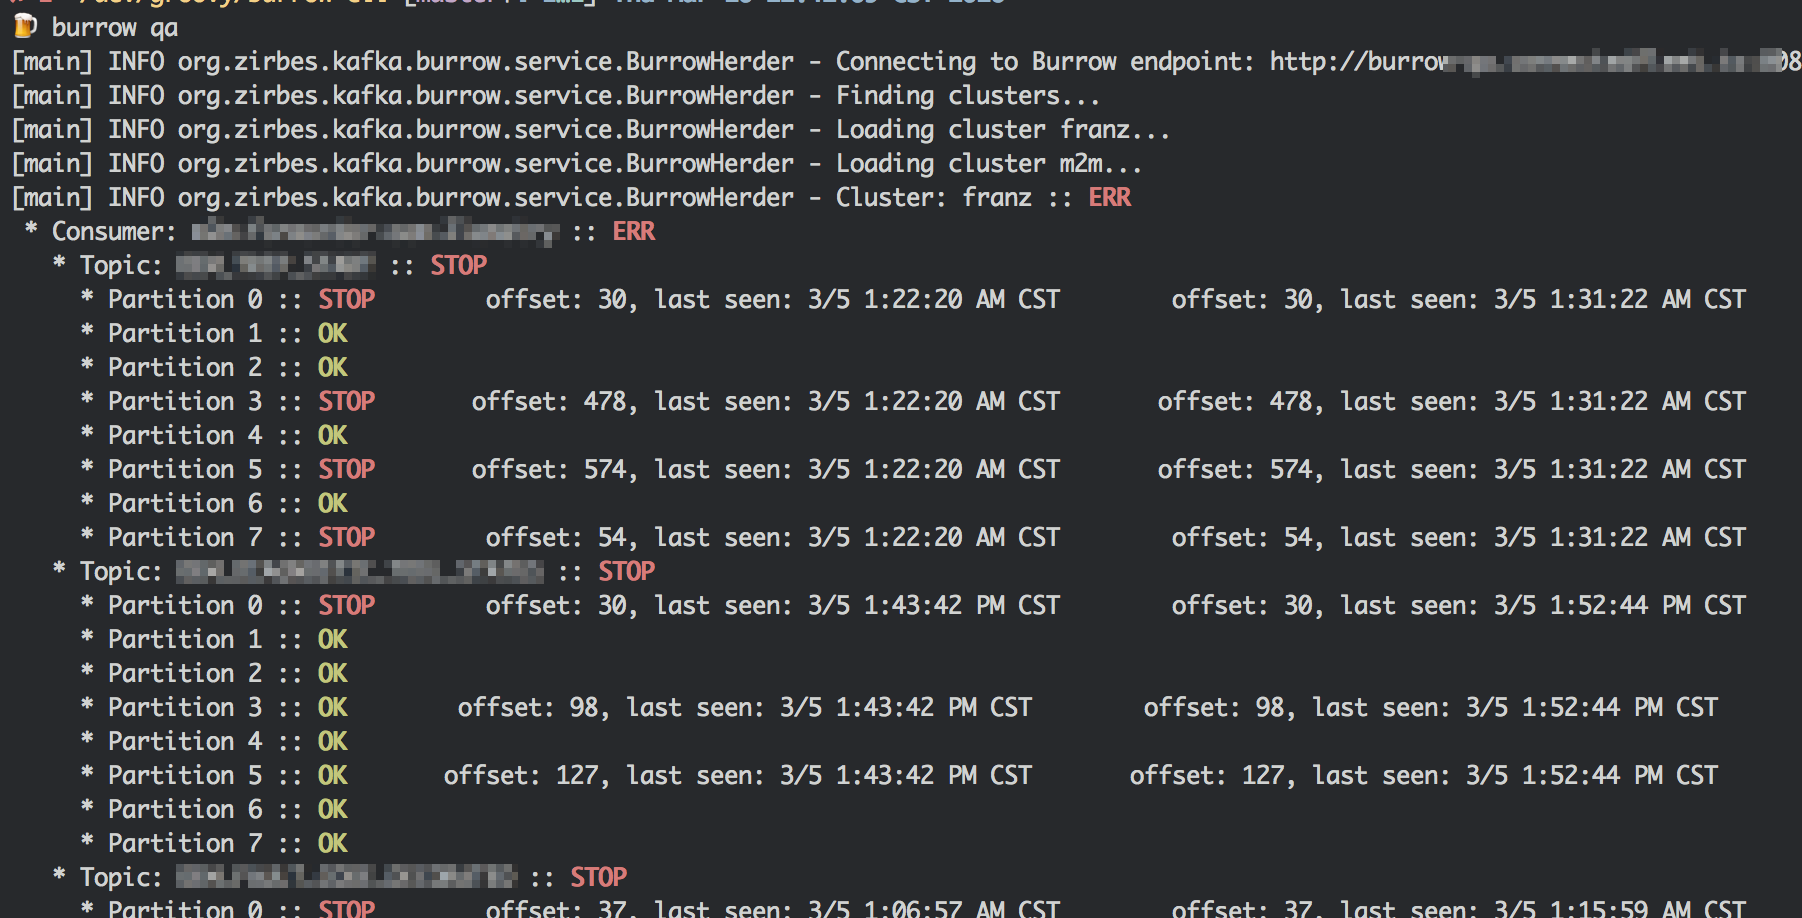 burrow qa
[main] INFO org.zirbes.kafka.burrow.service.BurrowHerder - Connecting to Burrow endpoint: http://burrow
[main] INFO org.zirbes.kafka.burrow.service.BurrowHerder - Finding clusters...
[main] INFO org.zirbes.kafka.burrow.service.BurrowHerder - Loading cluster franz...
[main] INFO org.zirbes.kafka.burrow.service.BurrowHerder - Loading cluster m2m...
[main] INFO org.zirbes.kafka.burrow.service.BurrowHerder - Cluster: franz :: ERR
* Consumer: :: ERR
* Topic: :: STOP
* Partition 0 :: STOP offset: 30, last seen: 3/5 1:22:20 AM CST offset: 30, last seen: 3/5 1:31:22 AM CST
* Partition 1 :: OK
* Partition 2 :: OK
* Partition 3 :: STOP offset: 478, last seen: 3/5 1:22:20 AM CST offset: 478, last seen: 3/5 1:31:22 AM CST
* Partition 4 :: OK
* Partition 5 :: STOP offset: 574, last seen: 3/5 1:22:20 AM CST offset: 574, last seen: 3/5 1:31:22 AM CST
* Partition 6 :: OK
* Partition 7 :: STOP offset: 54, last seen: 3/5 1:22:20 AM CST offset: 54, last seen: 3/5 1:31:22 AM CST
* Topic: :: STOP
* Partition 0 :: STOP offset: 30, last seen: 3/5 1:43:42 PM CST offset: 30, last seen: 3/5 1:52:44 PM CST
* Partition 1 :: OK
* Partition 2 :: OK
* Partition 3 :: OK offset: 98, last seen: 3/5 1:43:42 PM CST offset: 98, last seen: 3/5 1:52:44 PM CST
* Partition 4 :: OK
* Partition 5 :: OK offset: 127, last seen: 3/5 1:43:42 PM CST offset: 127, last seen: 3/5 1:52:44 PM CST
* Partition 6 :: OK
* Partition 7 :: OK
* Topic: :: STOP
* Partition 0 :: STOP offset: 37, last seen: 3/5 1:06:57 AM CST offset: 37, last seen: 3/5 1:15:59 AM CST